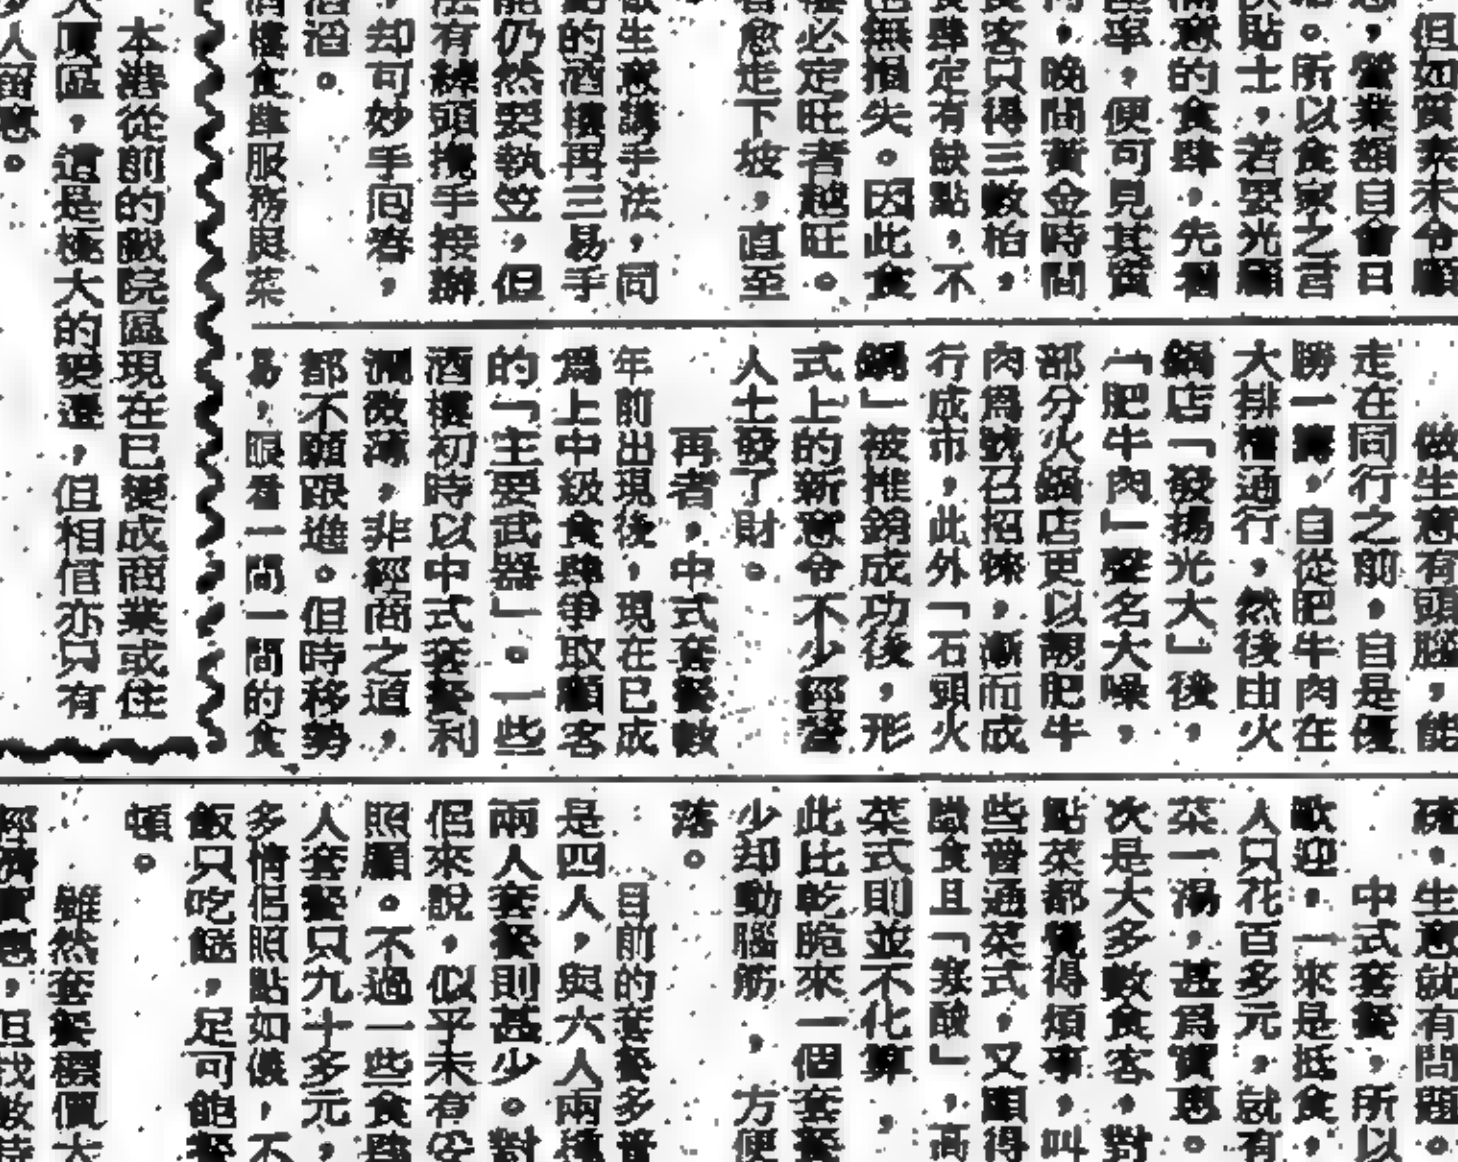 但如質素未令顧
，營業額自會日
。所以食家之言
貼士，若要光顧
的食肆，先看
率，便可見其實
，晚間黃金時間
食客只得三數枱，
食肆定有缺點，不
無損失。因此食
必定旺者越旺。
愈走下坡，直至
做生意講手法，同
的酒樓再三易手
能仍然要執笠，但
有綽頭攪手接辦
却可妙手回春，
滔滔。
酒樓食肆服務與菜
做生意有頭腦，能
走在同行之前，自是優
勝一籌，自從肥牛肉在
大排檔通行，然後由火
鍋店「發揚光大」後，
「肥牛肉」聲名大噪，
部分火鍋店更以靚肥牛
肉爲號召招徠，漸而成
行成市，此外「石頭火
鍋」被推銷成功後，形
式上的新意令不少經營
人士發了財。
再者，中式套餐數
年前出現後，現在已成
爲上中級食肆爭取顧客
的「主要武器」。一些
酒樓初時以中式套餐利
潤微薄，非經商之道，
都不願跟進。但時移勢
易，眼看一間一間的食
。生意就有問題。
中式套餐，所以
歡迎，一來是抵食，
人只花百多元，就有
菜一湯，甚爲實惠。
次是大多數食客，對
點菜都覺得煩事，叫
些普通菜式，又顯得
識食且「寒酸」，高
菜式則並不化算，
此比乾脆來一個套餐
少却動腦筋，方便
落。
目前的套餐多普
是四人，與六人兩種
兩人套餐則甚少。對
侶來說，似乎未有妥
照顧。不過一些食肆
人套餐只九十多元，
多情侶照點如儀，不
飯只吃餸，足可飽餐
頓。
雖然套餐標價大
本港從前的戲院區現在已變成商業或住
大廈區，這是極大的變遷，但相信亦只有
人留意。